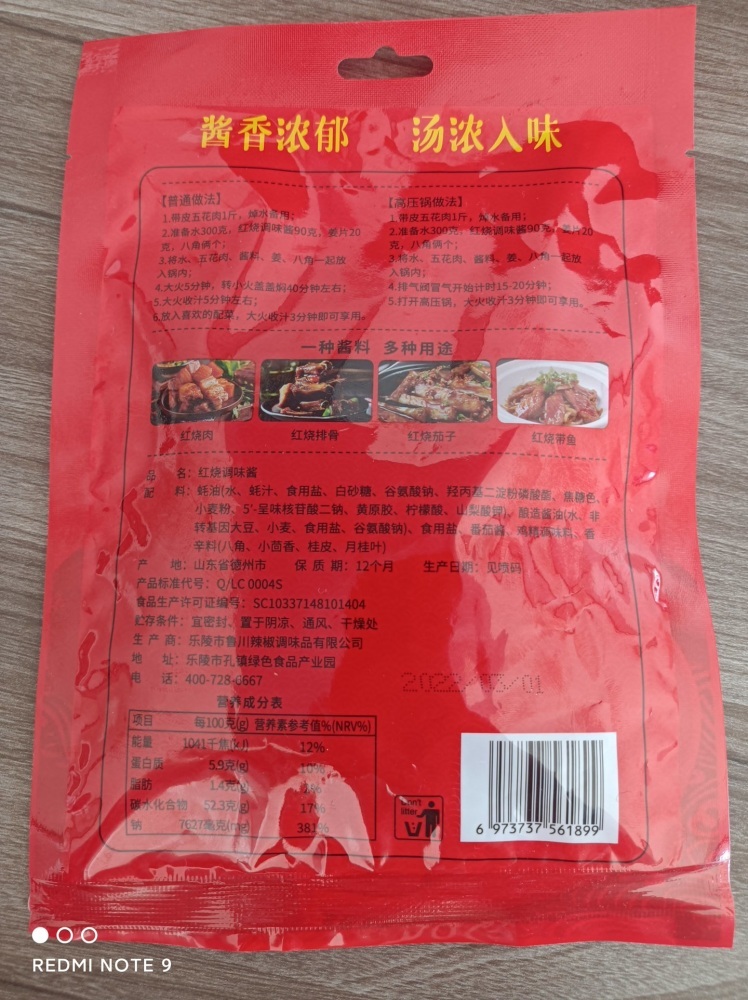 酱香浓郁 汤浓入味
【普通做法】
1.带皮五花肉1斤，焯水备用；
2.准备水300克，红烧调味酱90克，姜片20
克，八角俩个；
3.将水、五花肉、酱料、姜、八角一起放
入锅内；
4.大火5分钟，转小火盖盖焖40分钟左右；
5.大火收汁5分钟左右；
6.放入喜欢的配菜，大火收汁3分钟即可享用。
【高压锅做法】
1.带皮五花肉1斤，焯水备用；
2.准备水300克，红烧调味酱90克，姜片20
克，八角俩个；
3.将水、五花肉、酱料、姜、八角一起放
入锅内；
4.排气阀冒气开始计时15-20分钟；
5.打开高压锅，大火收汁3分钟即可享用。
一种酱料 多种用途
红烧肉 红烧排骨 红烧茄子 红烧带鱼
品 名：红烧调味酱
配 料：蚝油(水、蚝汁、食用盐、白砂糖、谷氨酸钠、羟丙基二淀粉磷酸酯、焦糖色、
小麦粉、5'-呈味核苷酸二钠、黄原胶、柠檬酸、山梨酸钾)、酿造酱油(水、非
转基因大豆、小麦、食用盐、谷氨酸钠)、食用盐、番茄酱、鸡精调味料、香
辛料(八角、小茴香、桂皮、月桂叶)
产 地：山东省德州市 保 质 期：12个月 生产日期：见喷码
产品标准代号：Q/LC 0004S
食品生产许可证编号：SC10337148101404
贮存条件：宜密封、置于阴凉、通风、干燥处
生 产 商：乐陵市鲁川辣椒调味品有限公司
地 址：乐陵市孔镇绿色食品产业园
电 话：400-728-6667
2022/03/01
营养成分表
项目 每100克(g) 营养素参考值%(NRV%)
能量 1041千焦(kJ) 12%
蛋白质 5.9克(g) 10%
脂肪 1.4克(g) 2%
碳水化合物 52.3克(g) 17%
钠 7627毫克(mg) 381%
Don't
litter
6 973737 561899
REDMI NOTE 9